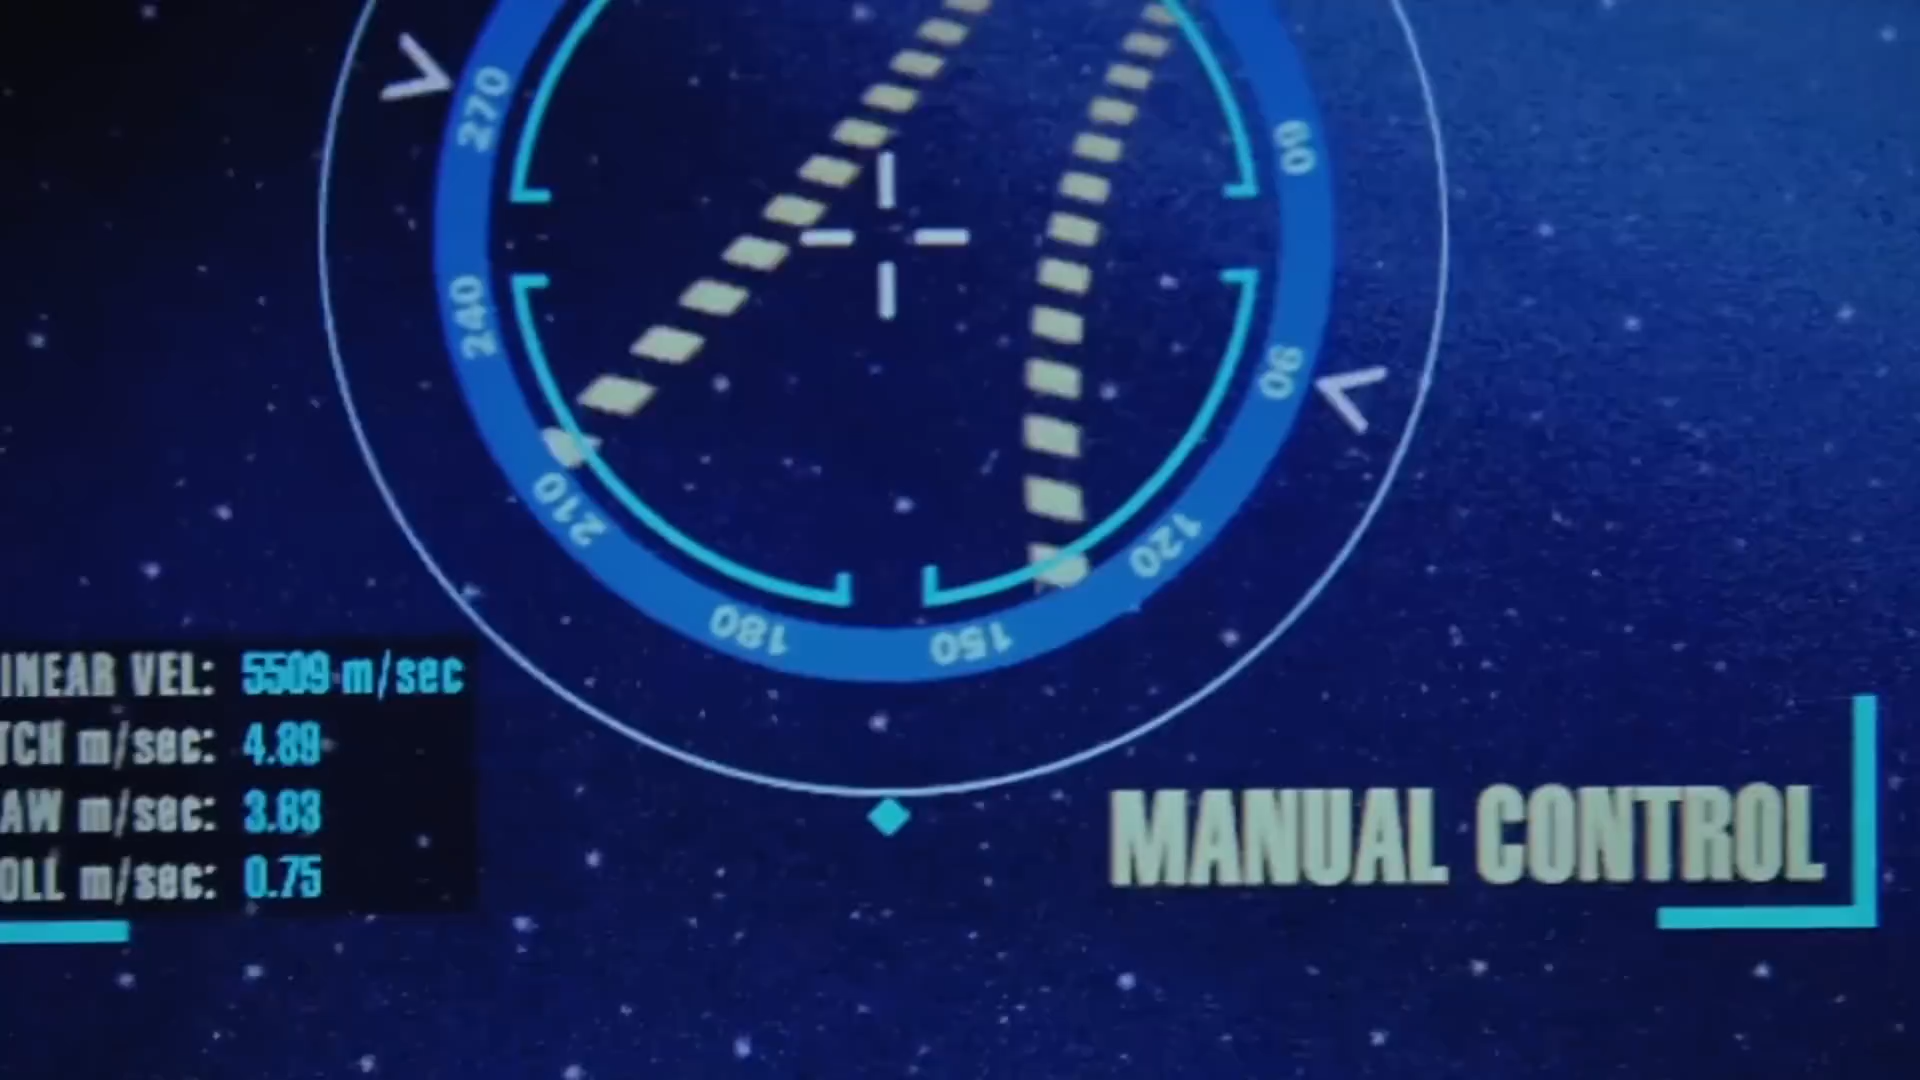 270
60
240
90
210
120
180
150
INEAR VEL: 5509 m/sec
TCH m/sec: 4.89
AW m/sec: 3.83
OLL m/sec: 0.75
MANUAL CONTROL